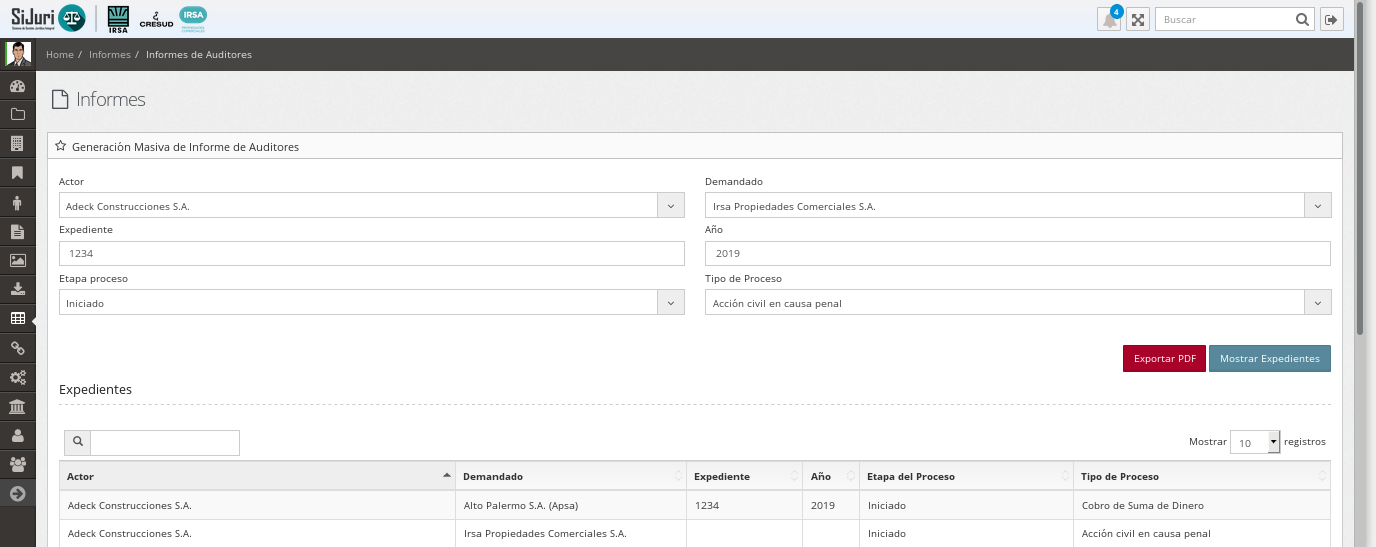 SiJuri
IRSA
CRESUD
IRSA
4
Buscar
Home / Informes / Informes de Auditores
Informes
Generación Masiva de Informe de Auditores
Actor Demandado
Adeck Construcciones S.A. Irsa Propiedades Comerciales S.A.
Expediente Año
1234 2019
Etapa proceso Tipo de Proceso
Iniciado Acción civil en causa penal
Exportar PDF Mostrar Expedientes
Expedientes
Mostrar 10 registros
Actor Demandado Expediente Año Etapa del Proceso Tipo de Proceso
Adeck Construcciones S.A. Alto Palermo S.A. (Apsa) 1234 2019 Iniciado Cobro de Suma de Dinero
Adeck Construcciones S.A. Irsa Propiedades Comerciales S.A. Iniciado Acción civil en causa penal